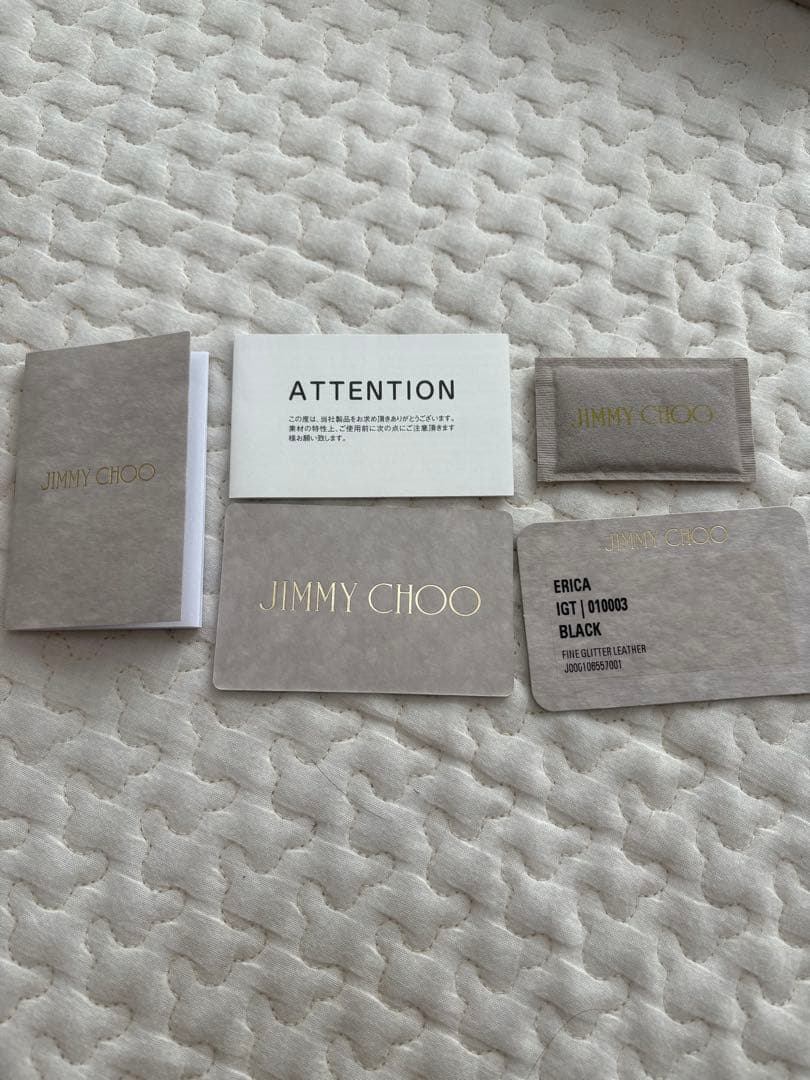 JIMMY CHOO
ATTENTION
この度は、当社製品をお求め頂きありがとうございます。
素材の特性上、ご使用前に次の点にご注意頂きます
様お願い致します。
JIMMY CHOO
JIMMY CHOO
JIMMY CHOO
ERICA
IGT | 010003
BLACK
FINE GLITTER LEATHER
J000106557001